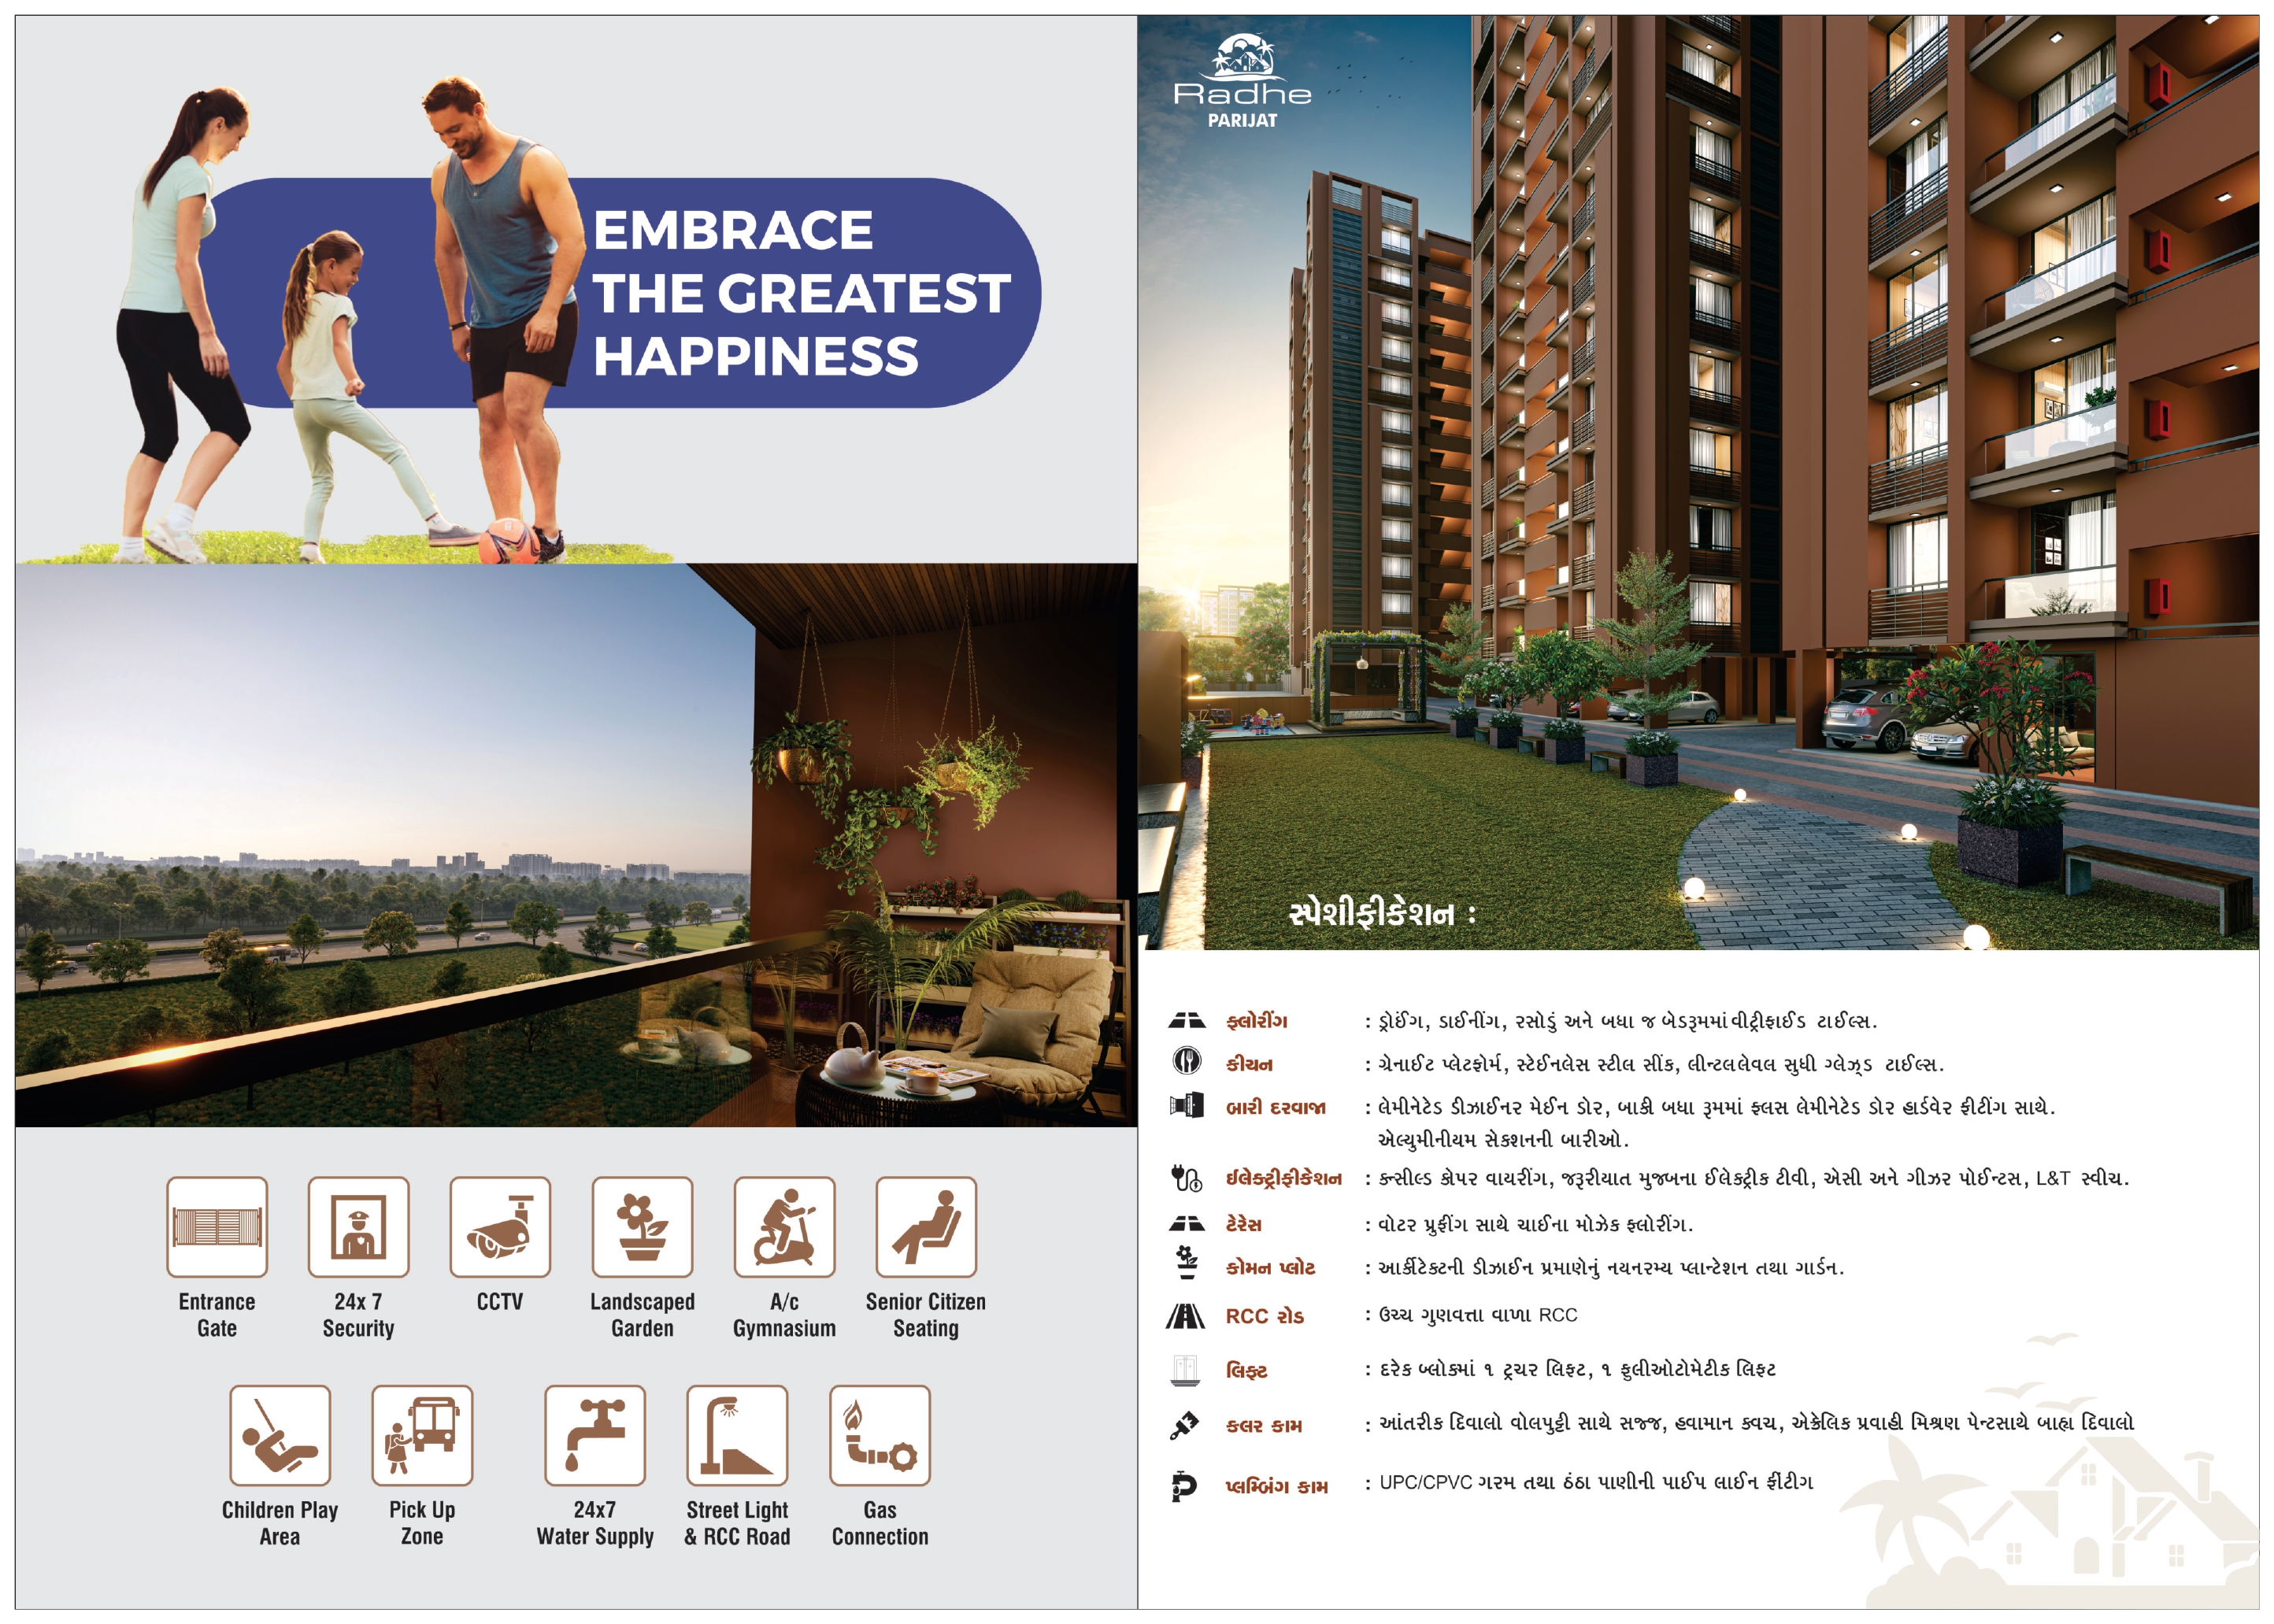 EMBRACE
THE GREATEST
HAPPINESS
Entrance
Gate
24x 7
Security
CCTV
Landscaped
Garden
A/c
Gymnasium
Senior Citizen
Seating
Children Play
Area
Pick Up
Zone
24x7
Water Supply
Street Light
& RCC Road
Gas
Connection
Radhe
PARIJAT
સ્પેશીફીકેશન :
ફ્લોરીંગ : ડ્રોઈંગ, ડાઈનીંગ, રસોડું અને બધા જ બેડરૂમમાં વીટ્રીફાઈડ ટાઈલ્સ.
કીચન : ગ્રેનાઈટ પ્લેટફોર્મ, સ્ટેઈનલેસ સ્ટીલ સીંક, લીન્ટલલેવલ સુધી ગ્લેઝ્ડ ટાઈલ્સ.
બારી દરવાજા : લેમીનેટેડ ડીઝાઈનર મેઈન ડોર, બાકી બધા રૂમમાં ફ્લસ લેમીનેટેડ ડોર હાર્ડવેર ફીટીંગ સાથે.
એલ્યુમીનીયમ સેકશનની બારીઓ.
ઈલેક્ટ્રીફીકેશન : ક્ન્સીલ્ડ કોપર વાયરીંગ, જરૂરીયાત મુજબના ઈલેક્ટ્રીક ટીવી, એસી અને ગીઝર પોઈન્ટસ, L&T સ્વીચ.
ટેરેસ : વોટર પ્રુફીંગ સાથે ચાઈના મોઝેક ફ્લોરીંગ.
કોમન પ્લોટ : આર્કીટેક્ટની ડીઝાઈન પ્રમાણેનું નયનરમ્ય પ્લાન્ટેશન તથા ગાર્ડન.
RCC રોડ : ઉચ્ચ ગુણવત્તા વાળા RCC
લિફ્ટ : દરેક બ્લોક્માં ૧ ટ્રચર લિફ્ટ, ૧ ફુલીઓટોમેટીક લિફ્ટ
કલર કામ : આંતરીક દિવાલો વોલપુટ્ટી સાથે સજ્જ, હવામાન ક્વચ, એક્રેલિક પ્રવાહી મિશ્રણ પેન્ટસાથે બાહ્ય દિવાલો
પ્લમ્બિંગ કામ : UPC/CPVC ગરમ તથા ઠંઠા પાણીની પાઈપ લાઈન ફીંટીગ